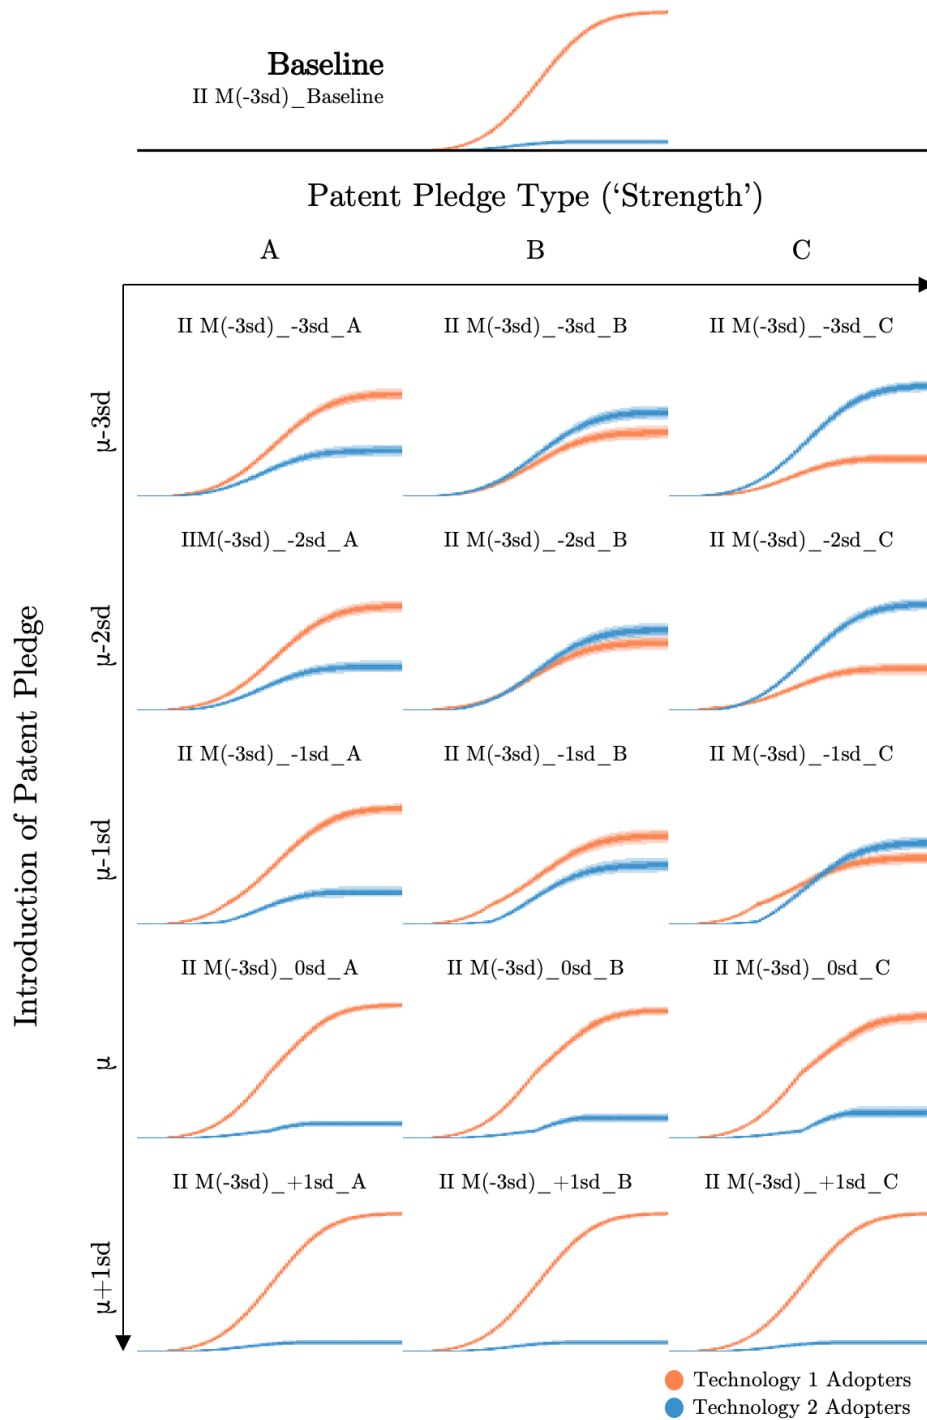 Baseline
II M(-3sd)_Baseline
Patent Pledge Type (‘Strength’)
A B C
Introduction of Patent Pledge
μ-3sd
II M(-3sd)_-3sd_A II M(-3sd)_-3sd_B II M(-3sd)_-3sd_C
μ-2sd
IIM(-3sd)_-2sd_A II M(-3sd)_-2sd_B II M(-3sd)_-2sd_C
μ-1sd
II M(-3sd)_-1sd_A II M(-3sd)_-1sd_B II M(-3sd)_-1sd_C
μ
II M(-3sd)_0sd_A II M(-3sd)_0sd_B II M(-3sd)_0sd_C
μ+1sd
II M(-3sd)_+1sd_A II M(-3sd)_+1sd_B II M(-3sd)_+1sd_C
Technology 1 Adopters
Technology 2 Adopters